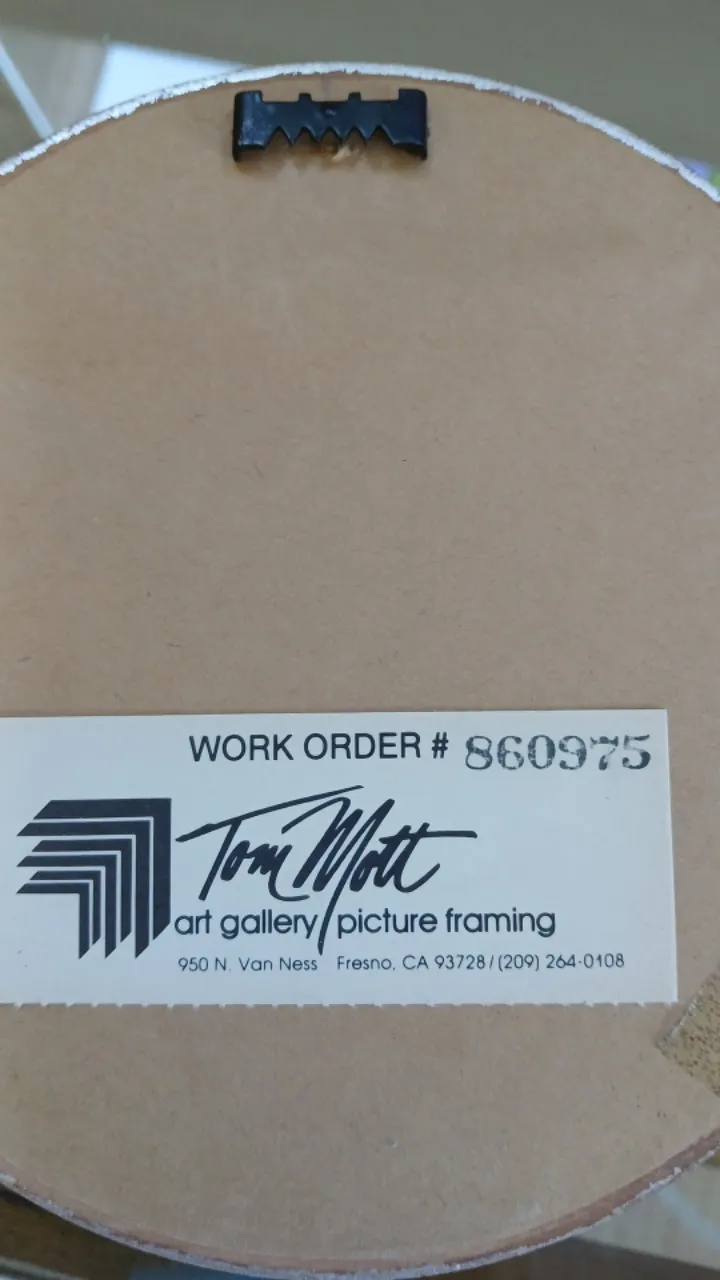 WORK ORDER # 860975
Tom Mott
art gallery/picture framing
950 N. Van Ness Fresno, CA 93728/(209) 264-0108